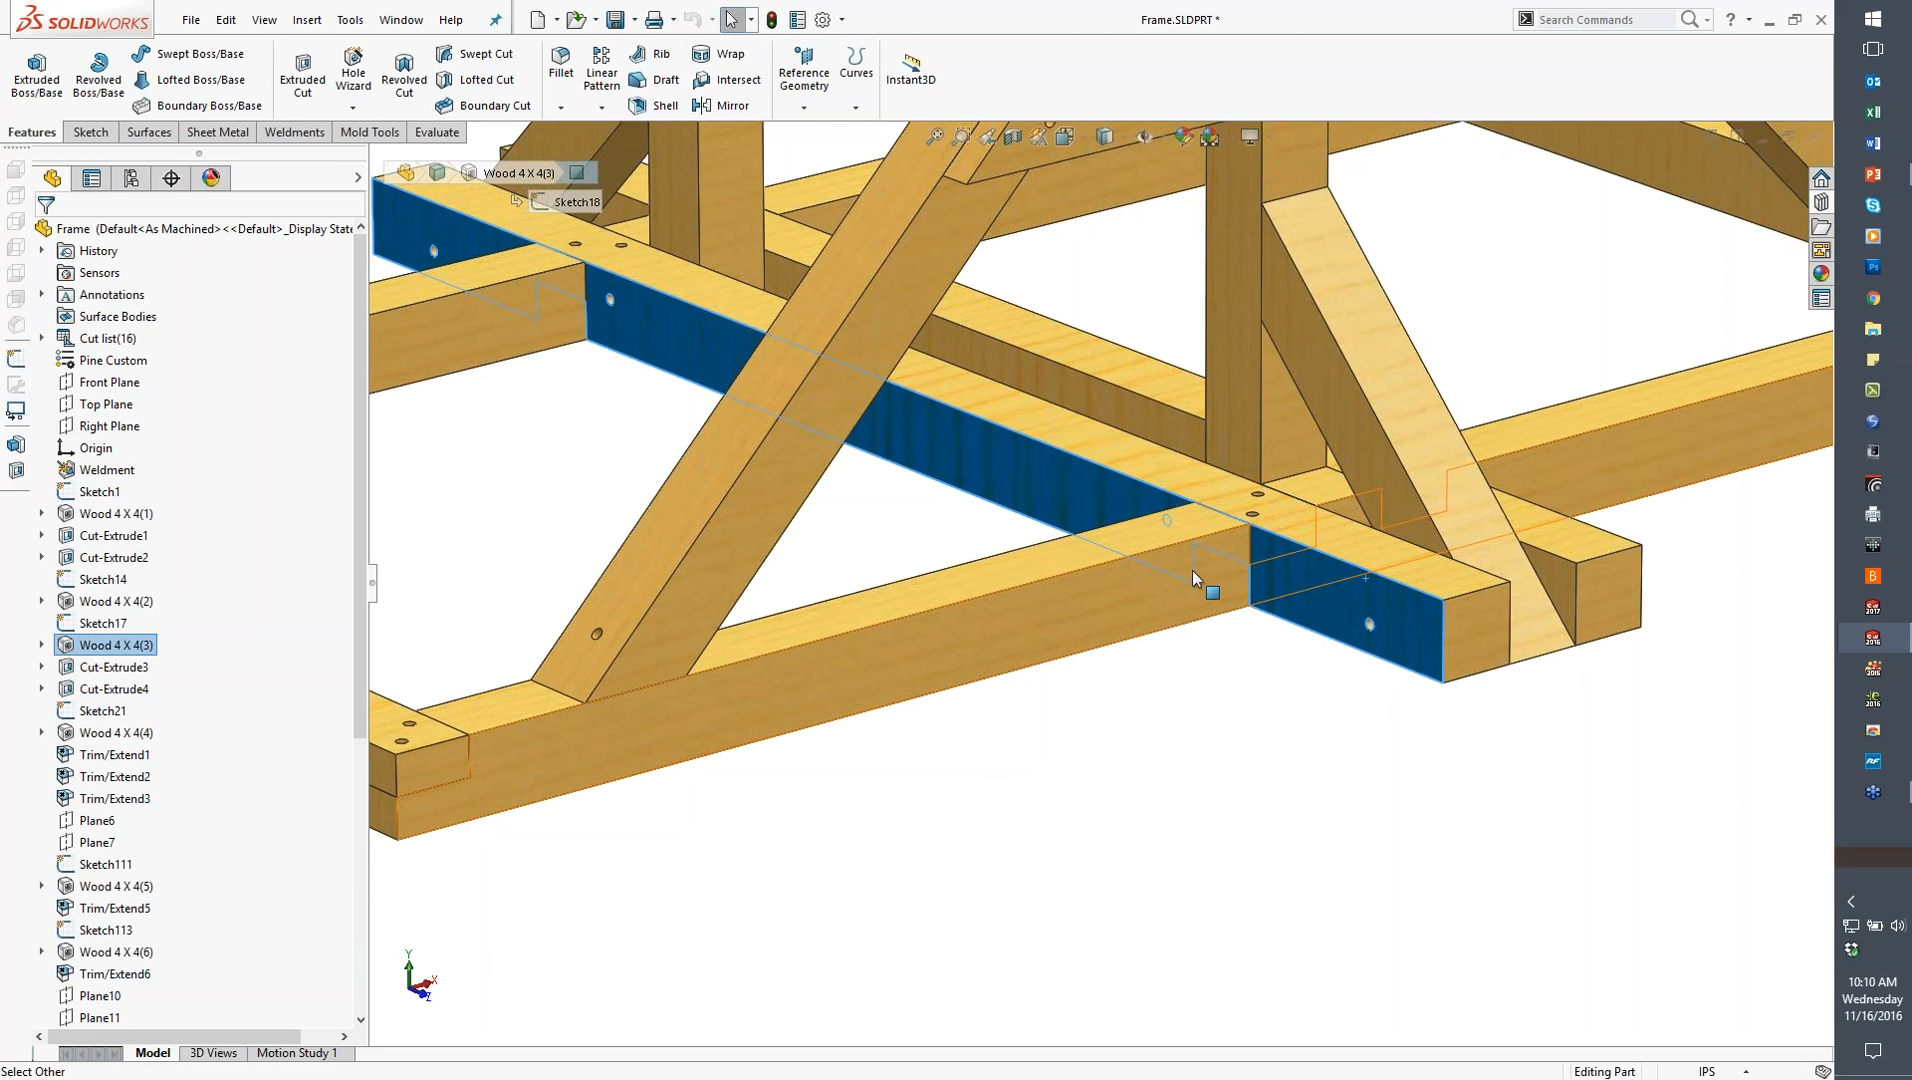 SOLIDWORKS
File
Edit
View
Insert
Tools
Window
Help
Frame.SLDPRT *
Search Commands
Extruded Boss/Base
Revolved Boss/Base
Swept Boss/Base
Lofted Boss/Base
Boundary Boss/Base
Extruded Cut
Hole Wizard
Revolved Cut
Swept Cut
Lofted Cut
Boundary Cut
Fillet
Linear Pattern
Rib
Draft
Shell
Wrap
Intersect
Mirror
Reference Geometry
Curves
Instant3D
Features
Sketch
Surfaces
Sheet Metal
Weldments
Mold Tools
Evaluate
Wood 4 X 4(3)
Sketch18
Frame (Default<As Machined><<Default>_Display State
History
Sensors
Annotations
Surface Bodies
Cut list(16)
Pine Custom
Front Plane
Top Plane
Right Plane
Origin
Weldment
Sketch1
Wood 4 X 4(1)
Cut-Extrude1
Cut-Extrude2
Sketch14
Wood 4 X 4(2)
Sketch17
Wood 4 X 4(3)
Cut-Extrude3
Cut-Extrude4
Sketch21
Wood 4 X 4(4)
Trim/Extend1
Trim/Extend2
Trim/Extend3
Plane6
Plane7
Sketch111
Wood 4 X 4(5)
Trim/Extend5
Sketch113
Wood 4 X 4(6)
Trim/Extend6
Plane10
Plane11
Y
X
Z
Model
3D Views
Motion Study 1
Select Other
Editing Part
IPS
10:10 AM
Wednesday
11/16/2016